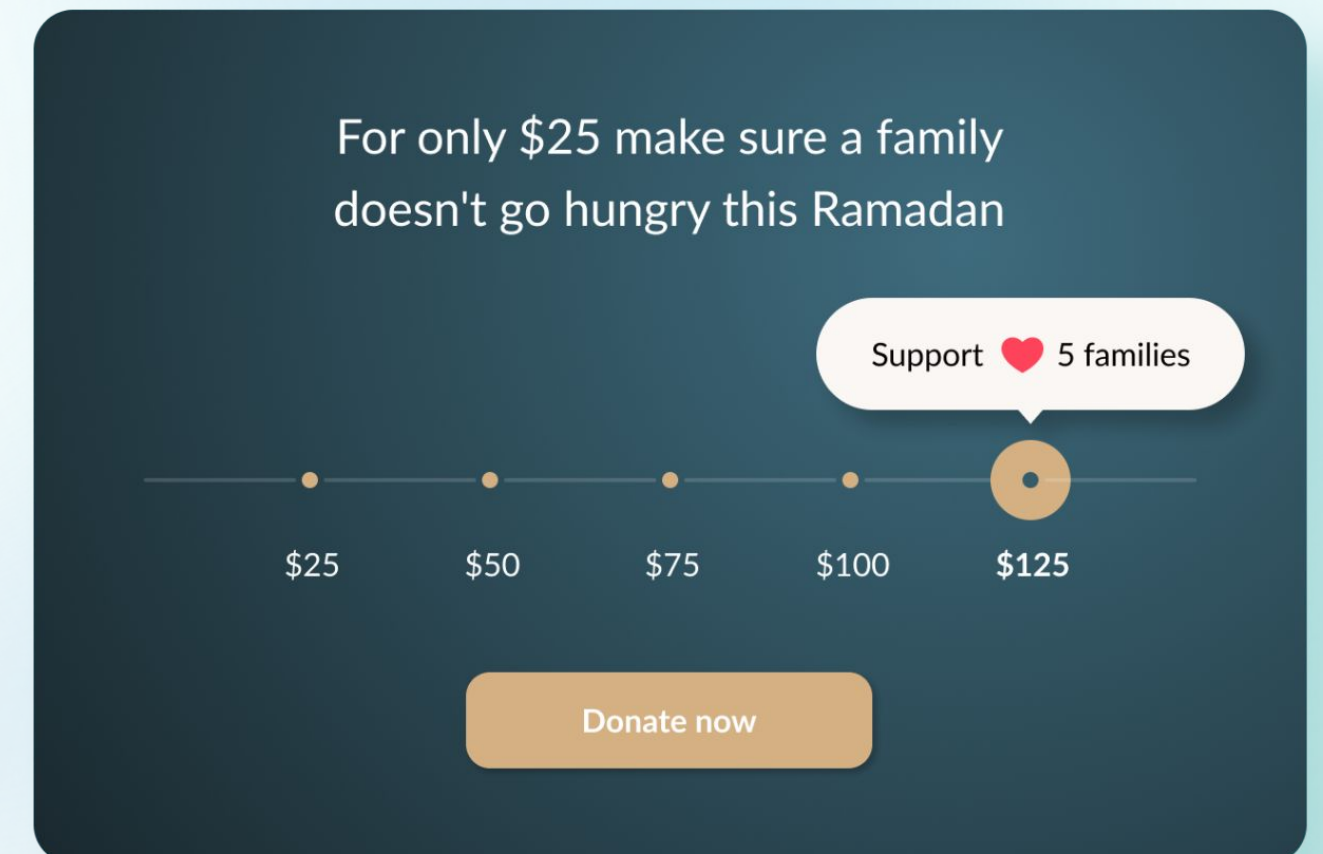 For only $25 make sure a family
doesn't go hungry this Ramadan
Support ❤️ 5 families
$25 $50 $75 $100 $125
Donate now